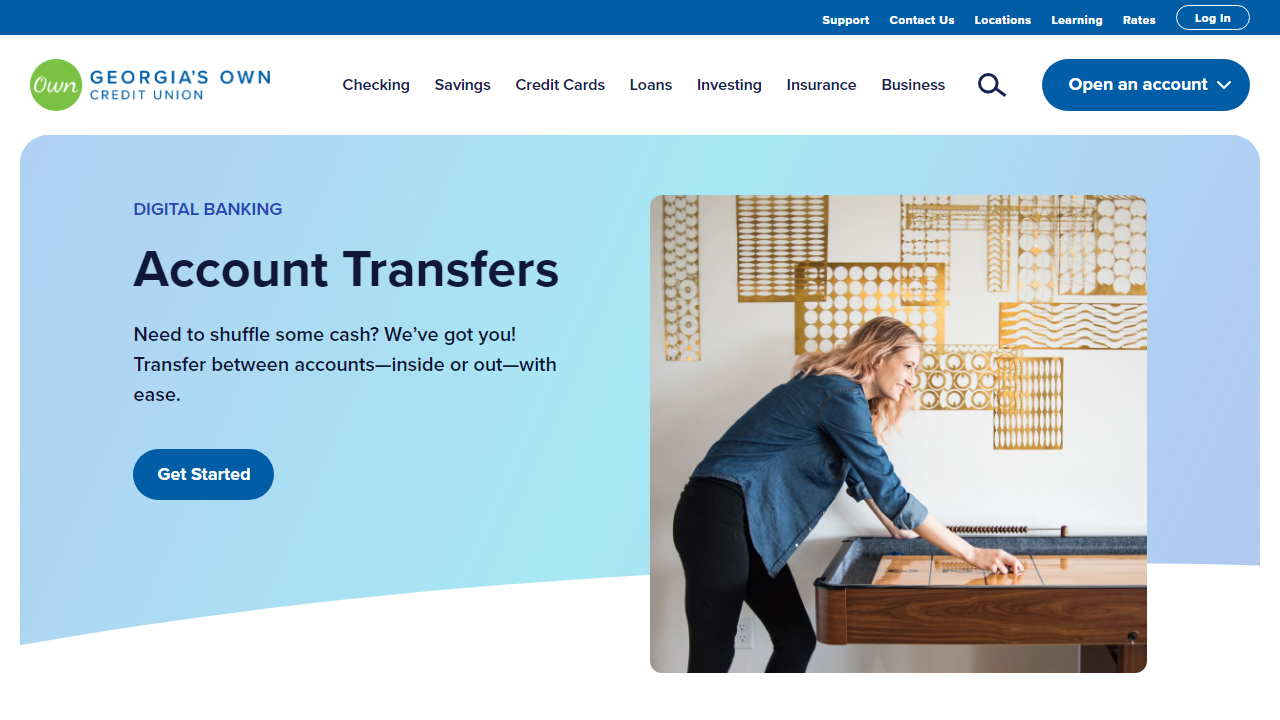 Support Contact Us Locations Learning Rates Log In
Own GEORGIA'S OWN
CREDIT UNION
Checking Savings Credit Cards Loans Investing Insurance Business
Open an account
DIGITAL BANKING
Account Transfers
Need to shuffle some cash? We’ve got you!
Transfer between accounts—inside or out—with
ease.
Get Started